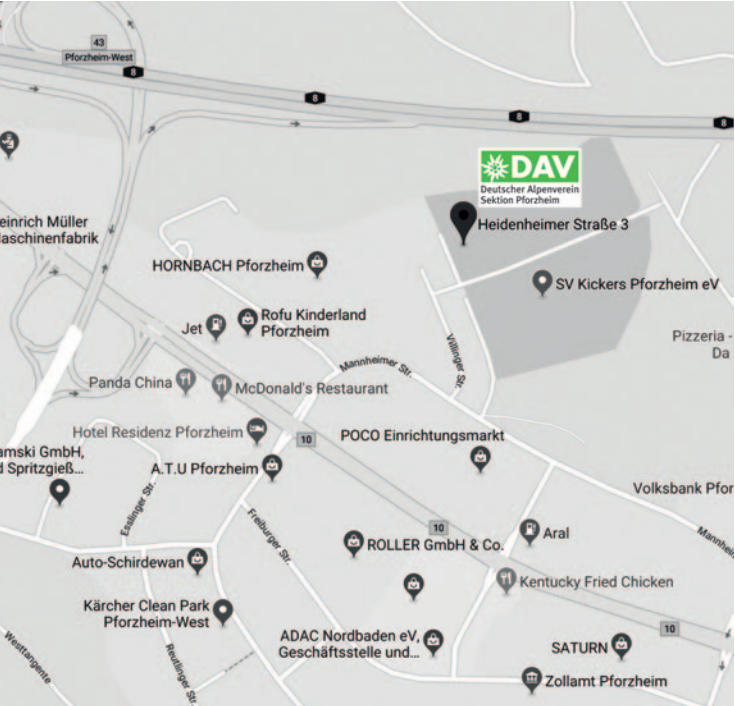 43
Pforzheim-West
8
8
8
8
DAV
Deutscher Alpenverein
Sektion Pforzheim
Heidenheimer Straße 3
einrich Müller
aschinenfabrik
HORNBACH Pforzheim
SV Kickers Pforzheim eV
Jet
Rofu Kinderland
Pforzheim
Pizzeria -
Da
Villinger Str.
Mannheimer Str.
Panda China
McDonald's Restaurant
Hotel Residenz Pforzheim
10
POCO Einrichtungsmarkt
amski GmbH,
d Spritzgieß...
A.T.U Pforzheim
Volksbank Pfor
Esslinger Str.
Freiburger Str.
10
Aral
Mannhein
ROLLER GmbH & Co.
Auto-Schirdewan
Kentucky Fried Chicken
Kärcher Clean Park
Pforzheim-West
10
ADAC Nordbaden eV,
Geschäftsstelle und...
SATURN
Westtangente
Reutlinger Str.
Zollamt Pforzheim